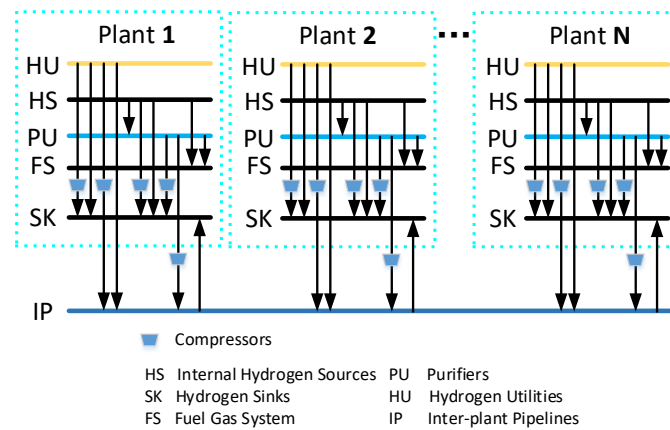 Plant 1 Plant 2 ... Plant N
HU HU HU
HS HS HS
PU PU PU
FS FS FS
SK SK SK
IP
Compressors
HS Internal Hydrogen Sources PU Purifiers
SK Hydrogen Sinks HU Hydrogen Utilities
FS Fuel Gas System IP Inter-plant Pipelines